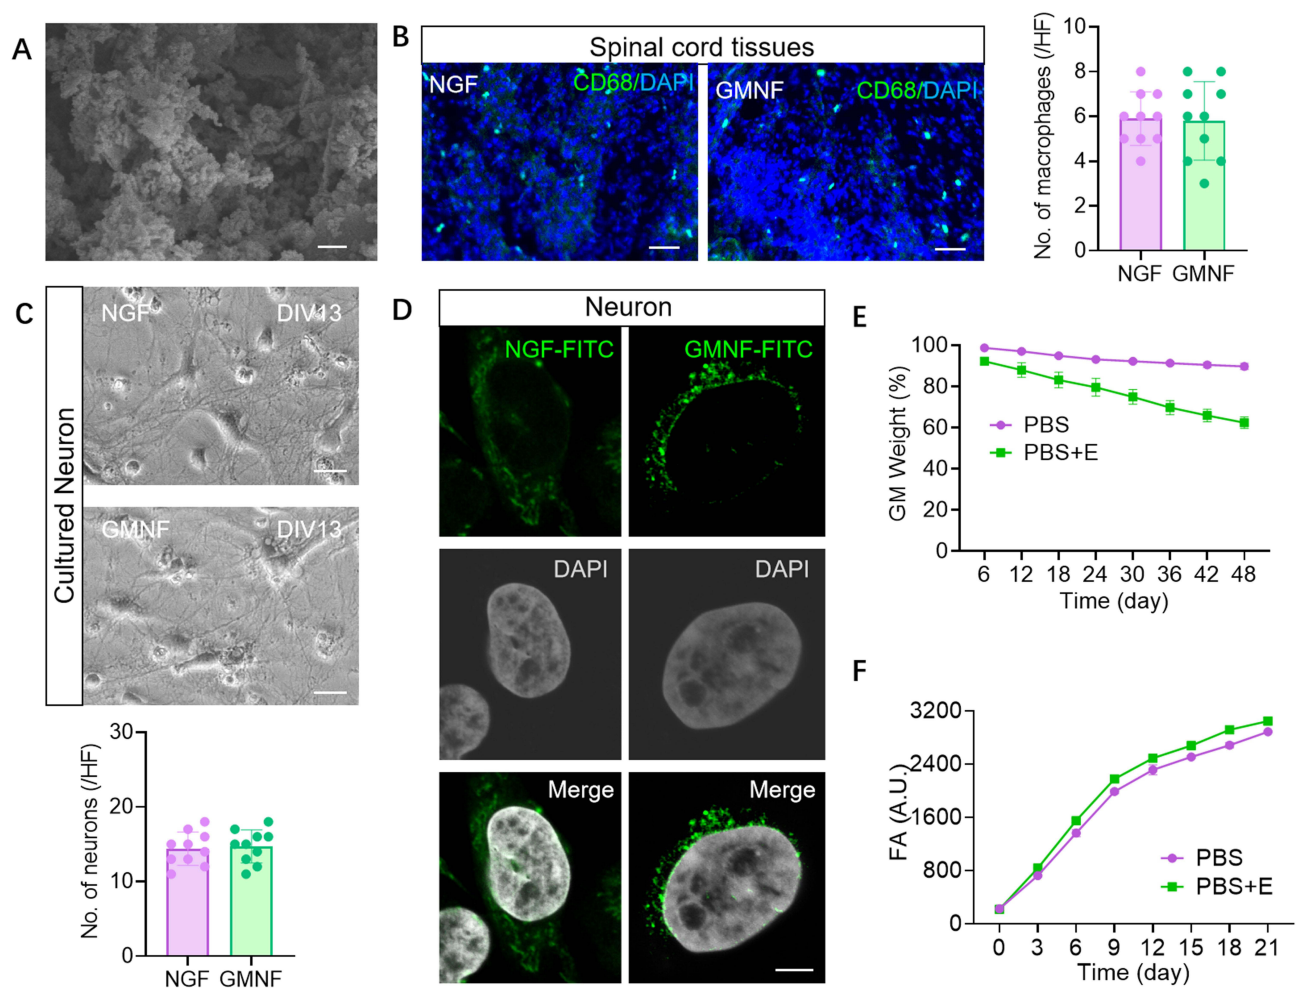 A
B
Spinal cord tissues
NGF
CD68/DAPI
GMNF
CD68/DAPI
No. of macrophages (/HF)
10
8
6
4
2
0
NGF
GMNF
C
Cultured Neuron
NGF
DIV13
GMNF
DIV13
No. of neurons (/HF)
30
20
10
0
NGF
GMNF
D
Neuron
NGF-FITC
GMNF-FITC
DAPI
DAPI
Merge
Merge
E
GM Weight (%)
100
80
60
40
20
0
PBS
PBS+E
6 12 18 24 30 36 42 48
Time (day)
F
FA (A.U.)
3200
2400
1600
800
0
PBS
PBS+E
0 3 6 9 12 15 18 21
Time (day)